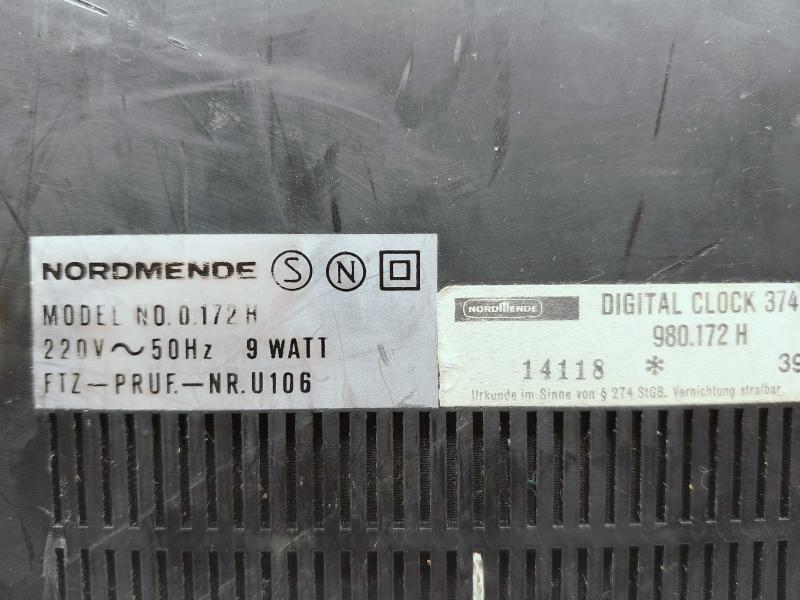 NORDMENDE S N
MODEL NO. 0.172 H
220V ~ 50Hz 9 WATT
FTZ-PRUF.-NR. U106
NORDMENDE
DIGITAL CLOCK 374
980.172 H
14118 * 39
Urkunde im Sinne von § 274 StGB. Vernichtung strafbar.